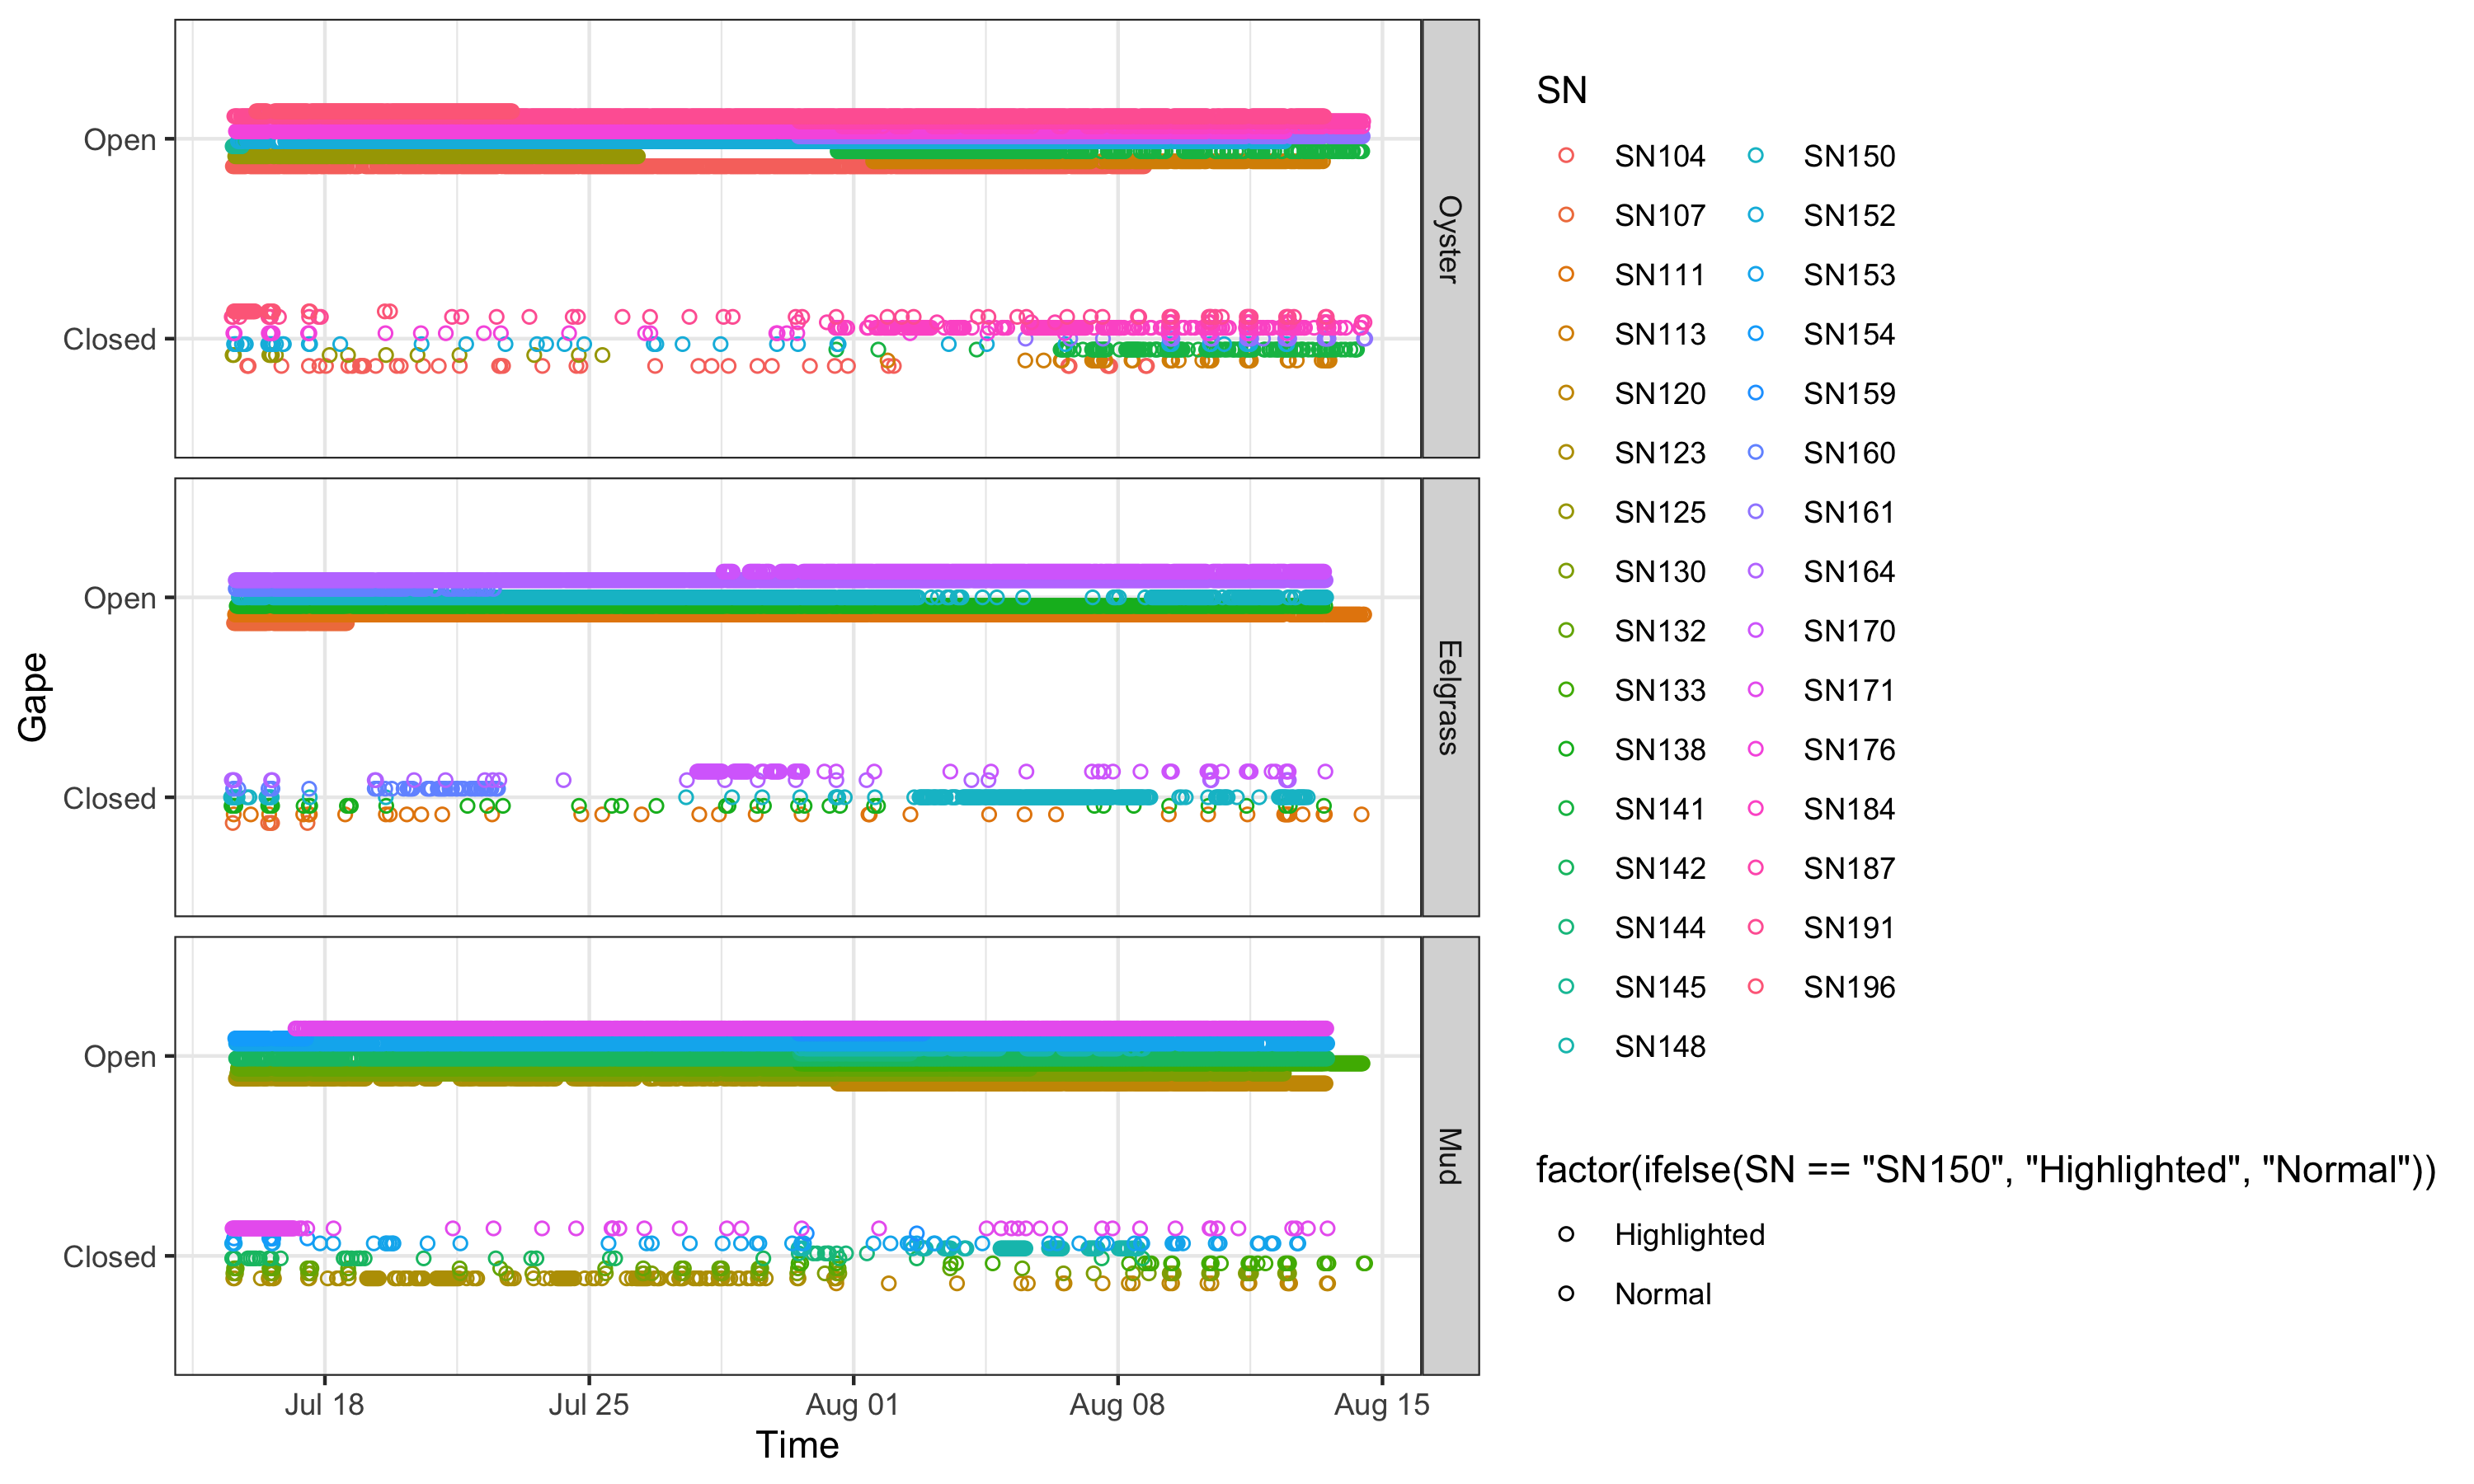 Gape
Open
Closed
Oyster
Open
Closed
Eelgrass
Open
Closed
Mud
Jul 18
Jul 25
Aug 01
Aug 08
Aug 15
Time
SN
SN104
SN107
SN111
SN113
SN120
SN123
SN125
SN130
SN132
SN133
SN138
SN141
SN142
SN144
SN145
SN148
SN150
SN152
SN153
SN154
SN159
SN160
SN161
SN164
SN170
SN171
SN176
SN184
SN187
SN191
SN196
factor(ifelse(SN == "SN150", "Highlighted", "Normal"))
Highlighted
Normal